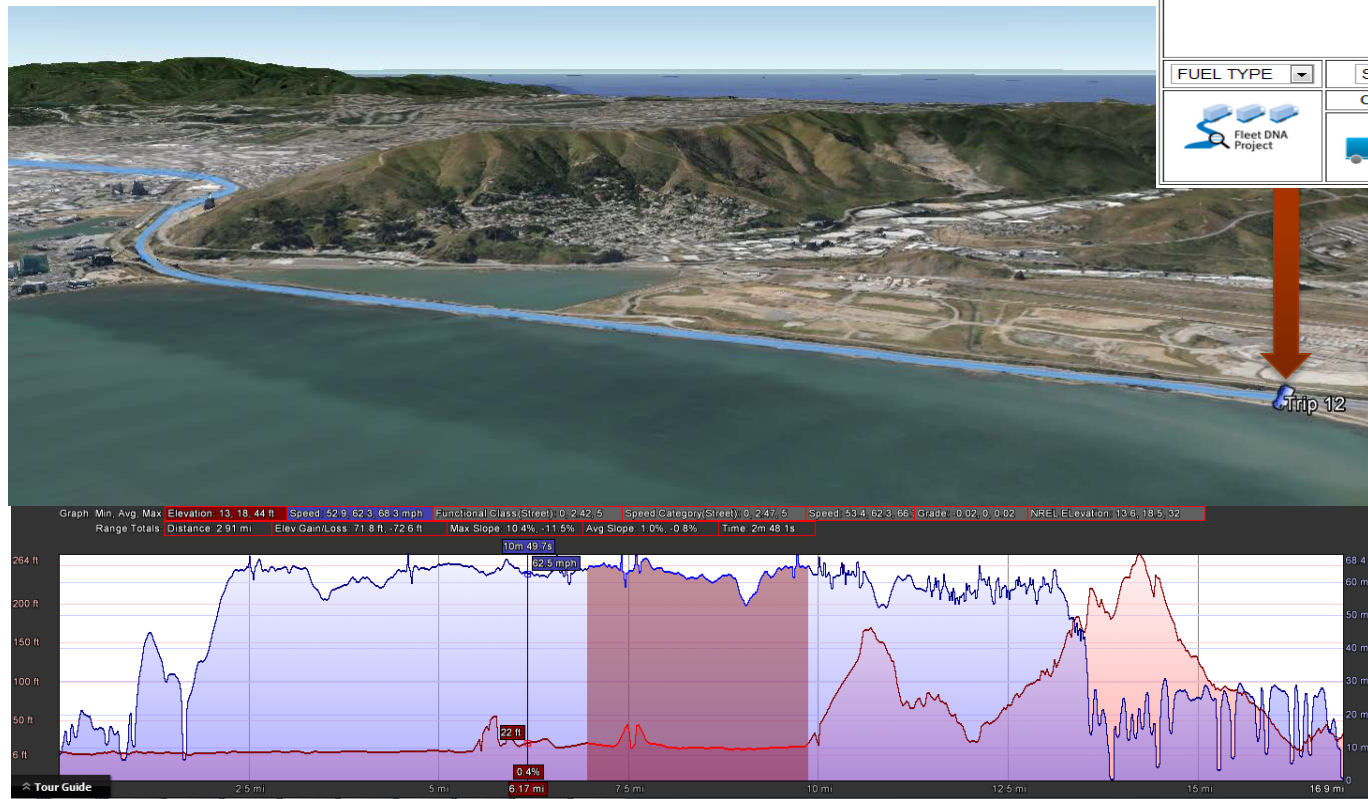 FUEL TYPE S
C
Fleet DNA
Project
Trip 12
Graph: Min, Avg, Max Elevation: 13, 18, 44 ft Speed: 52.9, 62.3, 68.3 mph Functional Class(Street): 0, 2.42, 5 Speed Category(Street): 0, 2.47, 5 Speed: 53.4, 62.3, 66 Grade: -0.02, 0, 0.02 NREL ELevation: 13.6, 18.5, 32
Range Totals: Distance: 2.91 mi Elev Gain/Loss: 71.8 ft, -72.6 ft Max Slope: 10.4%, -11.5% Avg Slope: 1.0%, -0.8% Time: 2m 48.1s
10m 49.7s
264 ft 62.5 mph 68.4
60 m
200 ft
50 m
150 ft
40 m
100 ft 30 m
50 ft 22 ft 20 m
6 ft 10 m
0.4% 0
Tour Guide 2.5 mi 5 mi 6.17 mi 7.5 mi 10 mi 12.5 mi 15 mi 16.9 mi